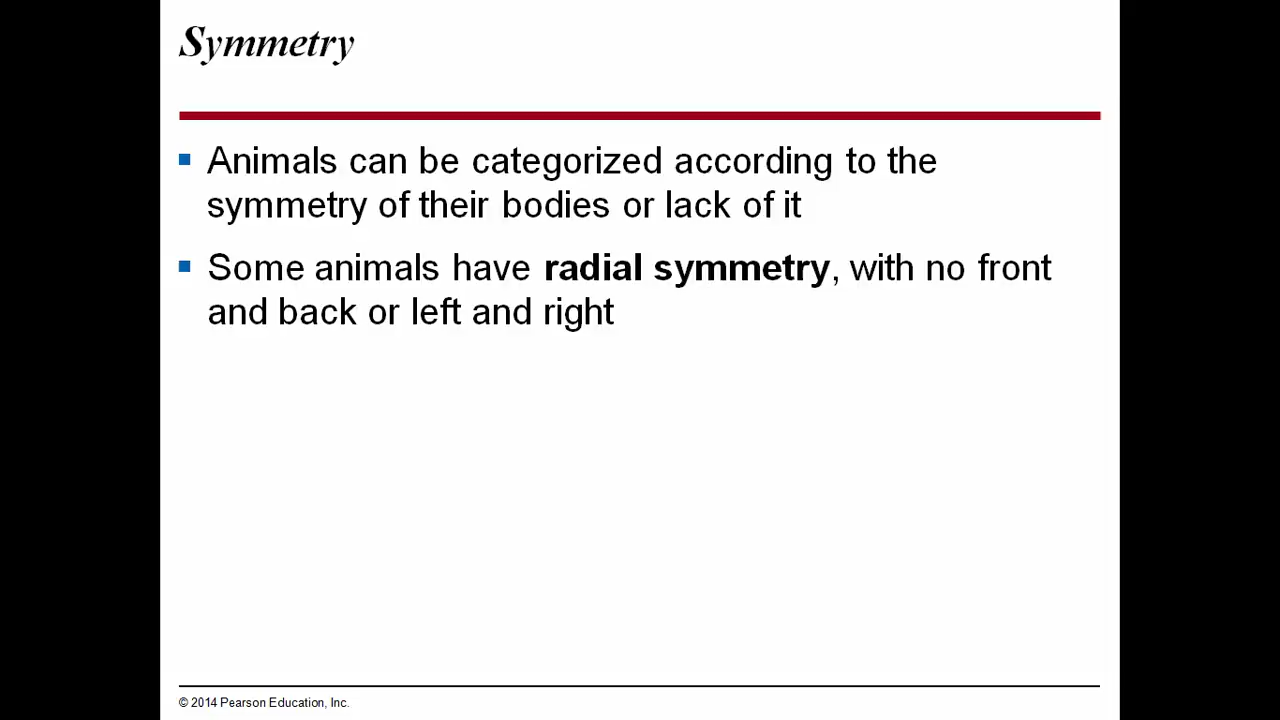 Symmetry
Animals can be categorized according to the
symmetry of their bodies or lack of it
Some animals have radial symmetry, with no front
and back or left and right
© 2014 Pearson Education, Inc.